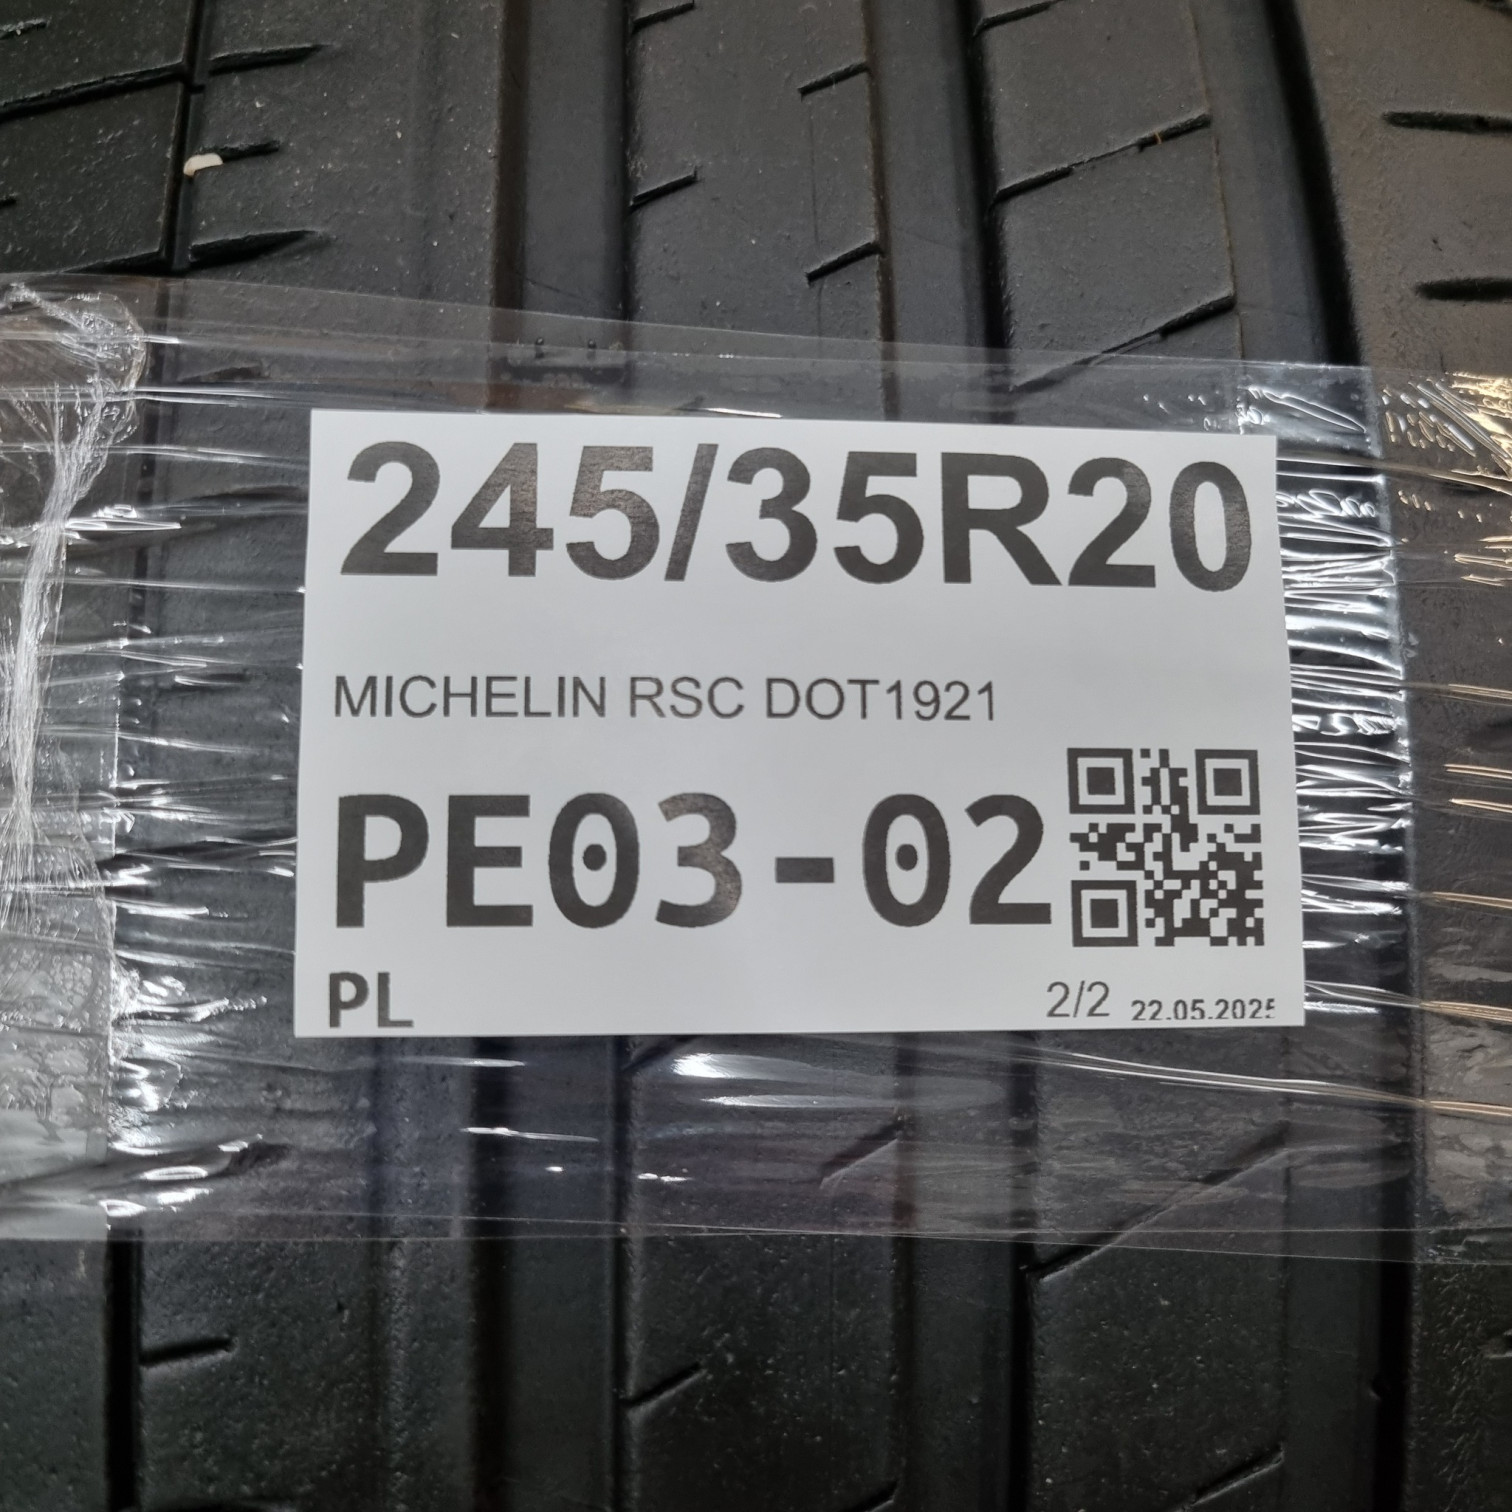 245/35R20
MICHELIN RSC DOT1921
PE03-02
PL
2/2 22.05.2025